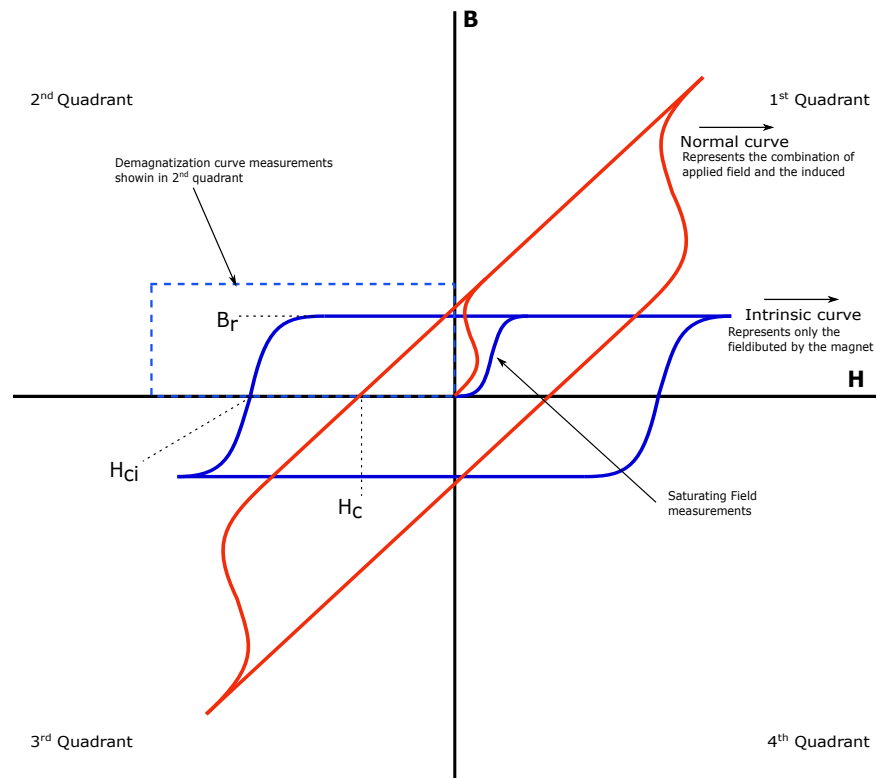 B
2nd Quadrant
1st Quadrant
Normal curve
Represents the combination of
applied field and the induced
Demagnatization curve measurements
showin in 2nd quadrant
Br
Intrinsic curve
Represents only the
fieldibuted by the magnet
H
Hci
Hc
Saturating Field
measurements
3rd Quadrant
4th Quadrant